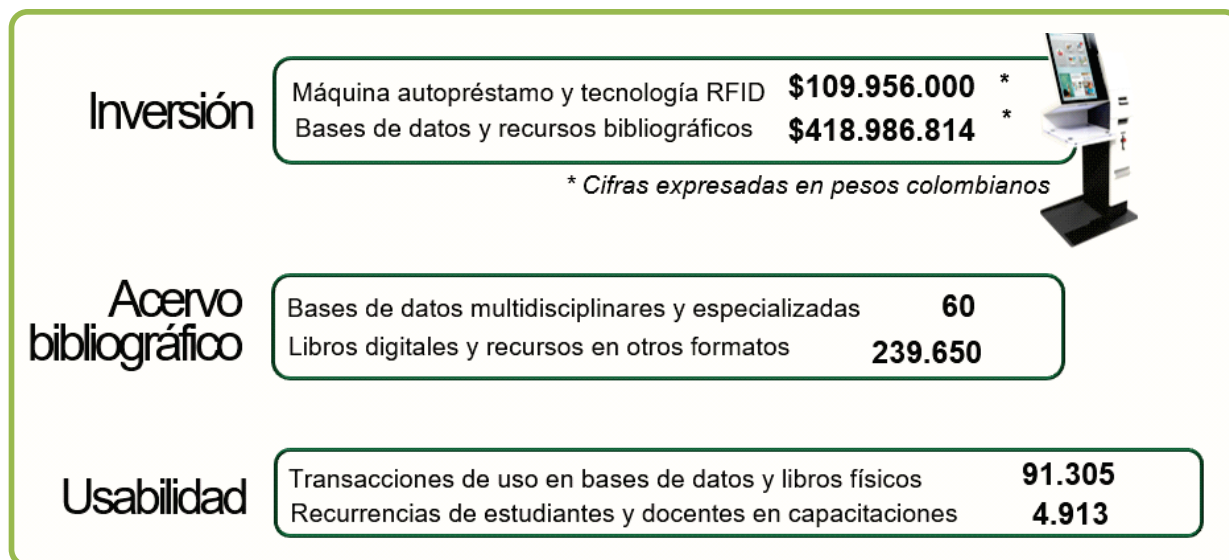 Inversión
Máquina autopréstamo y tecnología RFID $109.956.000 *
Bases de datos y recursos bibliográficos $418.986.814 *
* Cifras expresadas en pesos colombianos
Acervo
bibliográfico
Bases de datos multidisciplinares y especializadas 60
Libros digitales y recursos en otros formatos 239.650
Usabilidad
Transacciones de uso en bases de datos y libros físicos 91.305
Recurrencias de estudiantes y docentes en capacitaciones 4.913